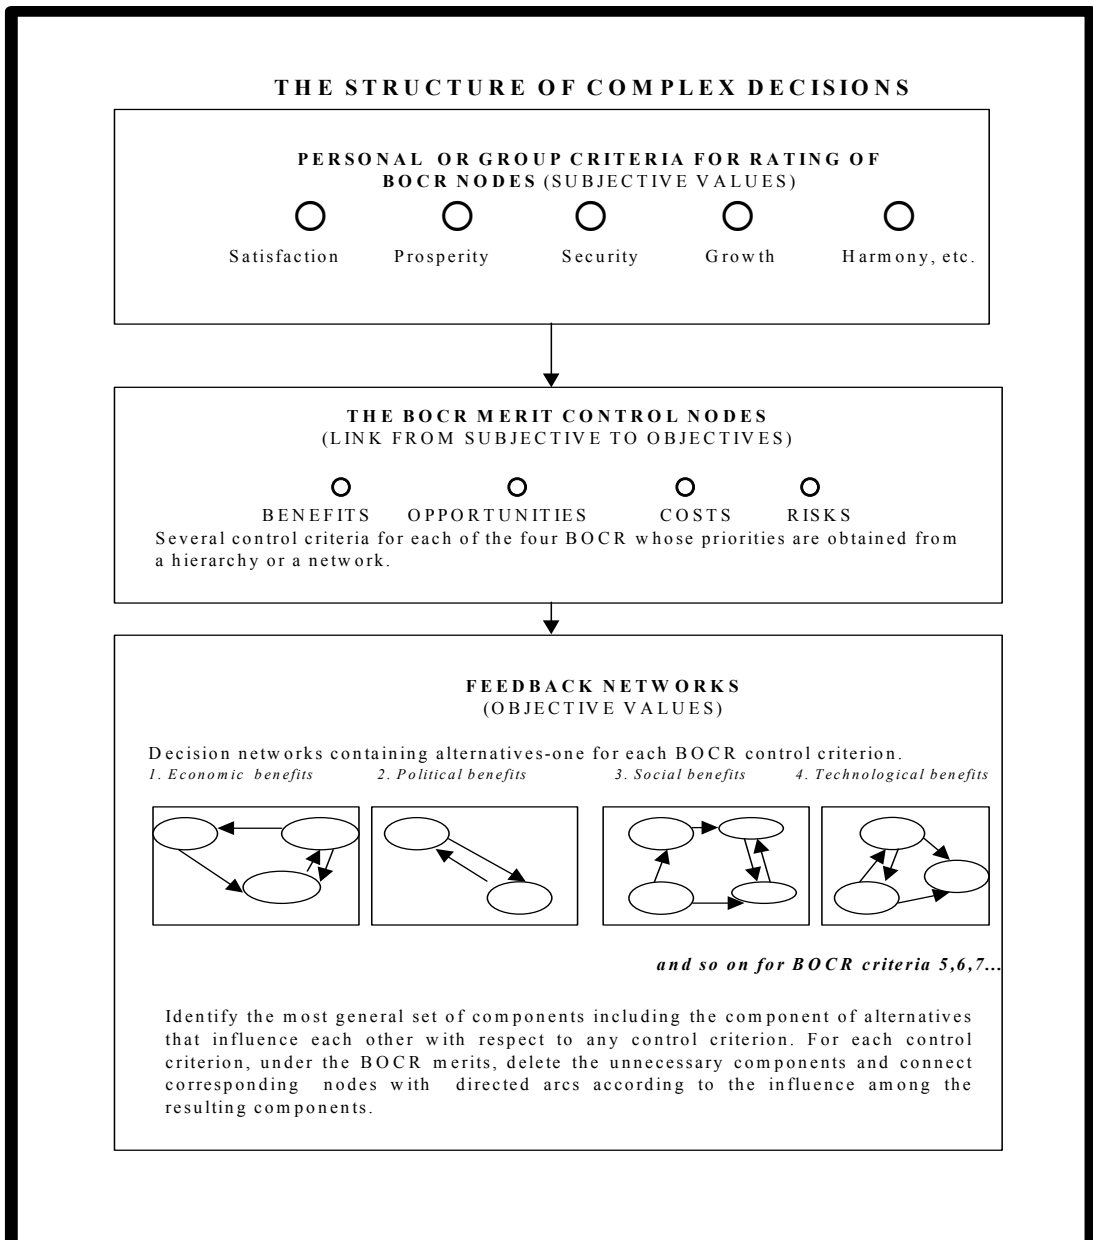 THE STRUCTURE OF COMPLEX DECISIONS
PERSONAL OR GROUP CRITERIA FOR RATING OF
BOCR NODES (SUBJECTIVE VALUES)
Satisfaction Prosperity Security Growth Harmony, etc.
THE BOCR MERIT CONTROL NODES
(LINK FROM SUBJECTIVE TO OBJECTIVES)
BENEFITS OPPORTUNITIES COSTS RISKS
Several control criteria for each of the four BOCR whose priorities are obtained from
a hierarchy or a network.
FEEDBACK NETWORKS
(OBJECTIVE VALUES)
Decision networks containing alternatives-one for each BOCR control criterion.
1. Economic benefits 2. Political benefits 3. Social benefits 4. Technological benefits
and so on for BOCR criteria 5,6,7...
Identify the most general set of components including the component of alternatives
that influence each other with respect to any control criterion. For each control
criterion, under the BOCR merits, delete the unnecessary components and connect
corresponding nodes with directed arcs according to the influence among the
resulting components.